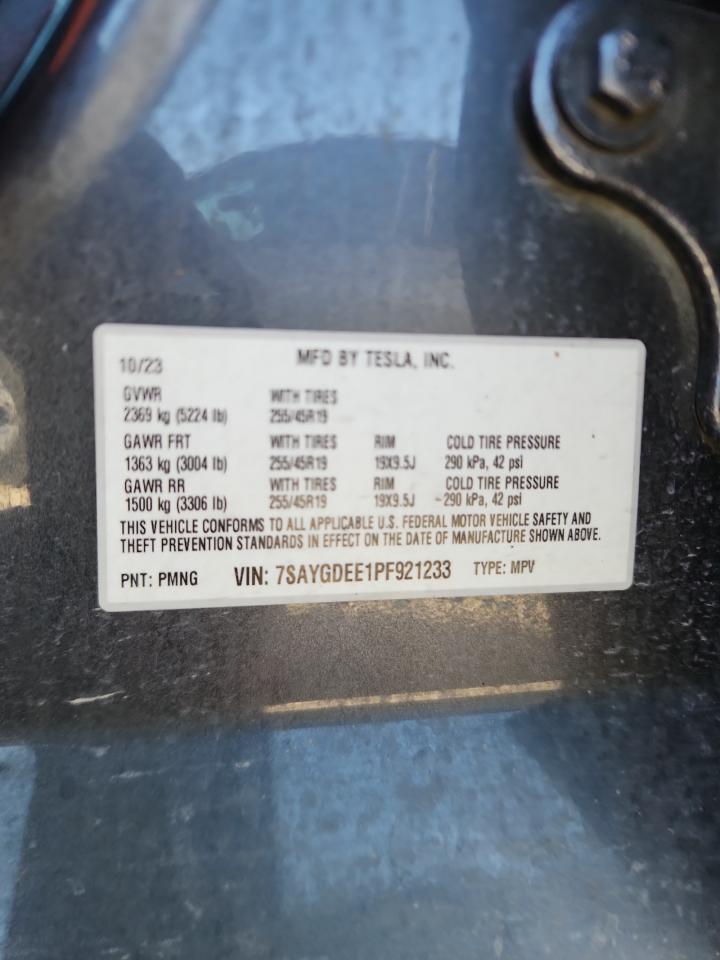 10/23 MFD BY TESLA, INC.
GVWR WITH TIRES
2369 kg (5224 lb) 255/45R19
GAWR FRT WITH TIRES RIM COLD TIRE PRESSURE
1363 kg (3004 lb) 255/45R19 19X9.5J 290 kPa, 42 psi
GAWR RR WITH TIRES RIM COLD TIRE PRESSURE
1500 kg (3306 lb) 255/45R19 19X9.5J 290 kPa, 42 psi
THIS VEHICLE CONFORMS TO ALL APPLICABLE U.S. FEDERAL MOTOR VEHICLE SAFETY AND
THEFT PREVENTION STANDARDS IN EFFECT ON THE DATE OF MANUFACTURE SHOWN ABOVE.
PNT: PMNG VIN: 7SAYGDEE1PF921233 TYPE: MPV